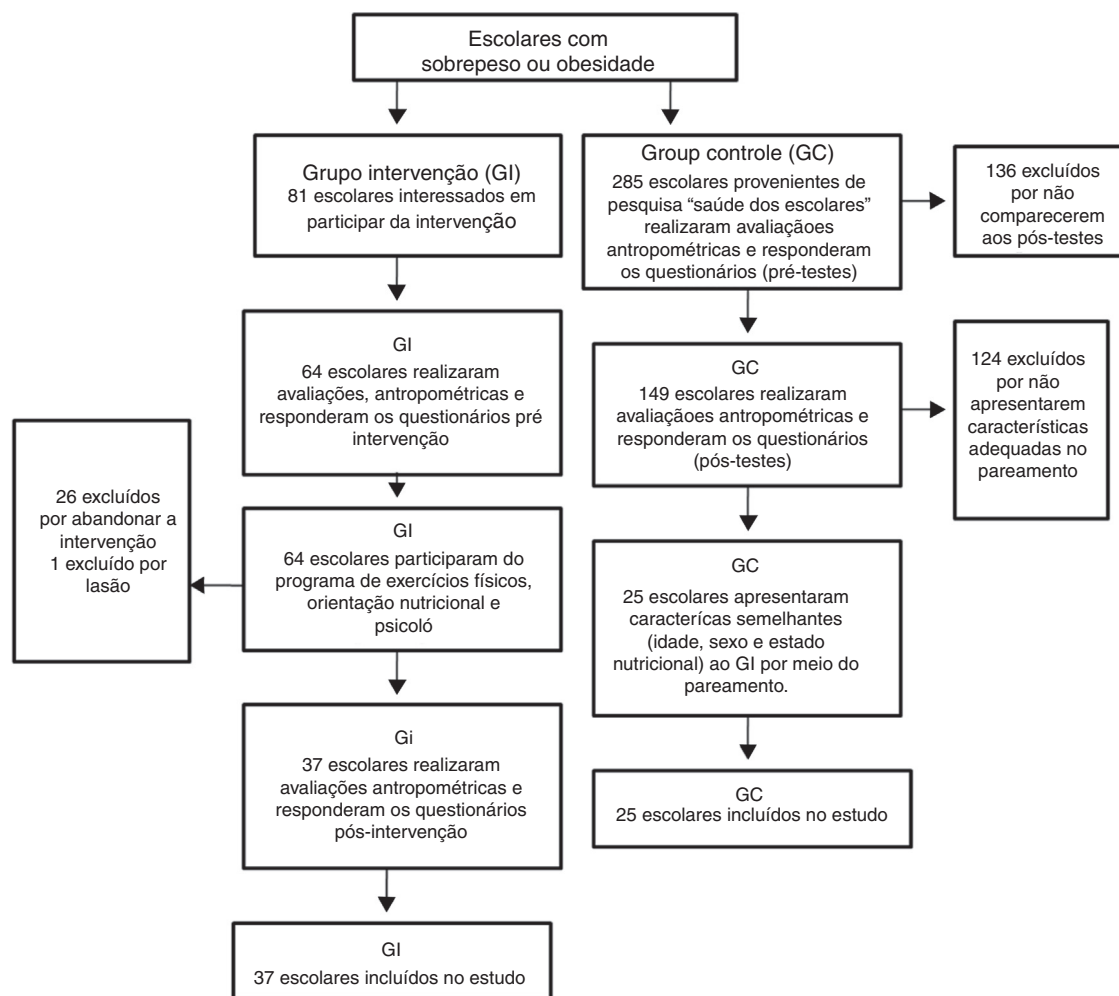 Escolares com
sobrepeso ou obesidade
Grupo intervenção (GI)
81 escolares interessados em
participar da intervenção
Group controle (GC)
285 escolares provenientes de
pesquisa “saúde dos escolares”
realizaram avaliaçãoes
antropométricas e responderam
os questionários (pré-testes)
136 excluídos
por não
comparecerem
aos pós-testes
GI
64 escolares realizaram
avaliações, antropométricas e
responderam os questionários pré
intervenção
GC
149 escolares realizaram
avaliaçãoes antropométricas e
responderam os questionários
(pós-testes)
124 excluídos
por não
apresentarem
características
adequadas no
pareamento
26 excluídos
por abandonar a
intervenção
1 excluído por
lasão
GI
64 escolares participaram do
programa de exercícios físicos,
orientação nutricional e
psicoló
GC
25 escolares apresentaram
caracterícas semelhantes
(idade, sexo e estado
nutricional) ao GI por meio do
pareamento.
Gi
37 escolares realizaram
avaliações antropométricas e
responderam os questionários
pós-intervenção
GC
25 escolares incluídos no estudo
GI
37 escolares incluídos no estudo